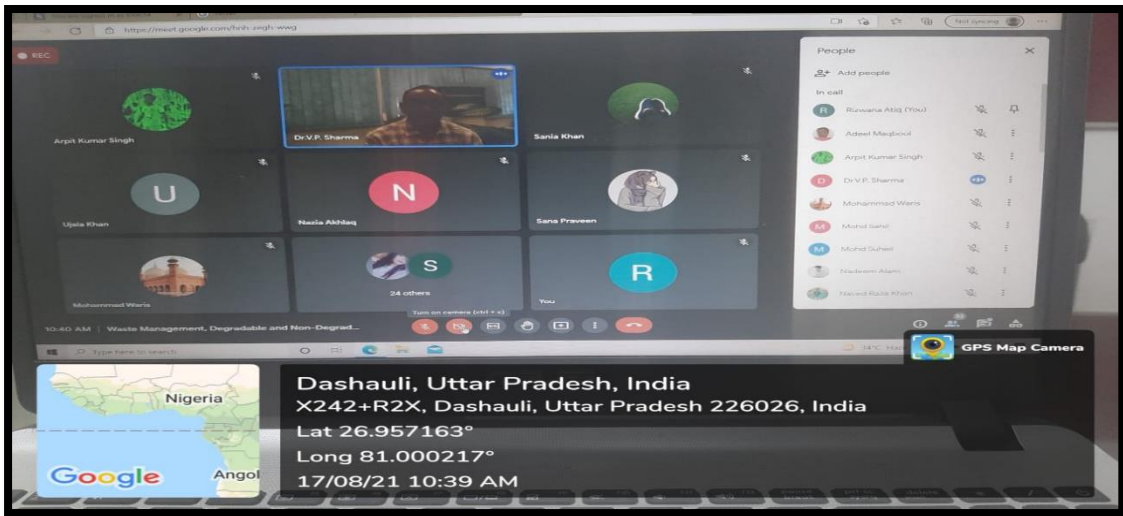 https://meet.google.com/hnh-zegh-wwg
Not syncing
REC
Arpit Kumar Singh
Dr.V.P. Sharma
Sania Khan
U
Ujala Khan
N
Nazia Akhlaq
Sana Praveen
Mohammad Waris
S
24 others
R
You
Turn on camera (ctrl + e)
10:40 AM | Waste Management, Degradable and Non-Degrad...
People
Add people
In call
R Ruwana Atiq (You)
Adeel Maqbool
Arpit Kumar Singh
D Dr.V.P. Sharma
Mohammad Waris
M Mohd Sahil
M Mohd Suhail
Nadeem Alam
Naved Raza Khan
Type here to search
34°C
GPS Map Camera
Nigeria
Angol
Google
Dashauli, Uttar Pradesh, India
X242+R2X, Dashauli, Uttar Pradesh 226026, India
Lat 26.957163°
Long 81.000217°
17/08/21 10:39 AM